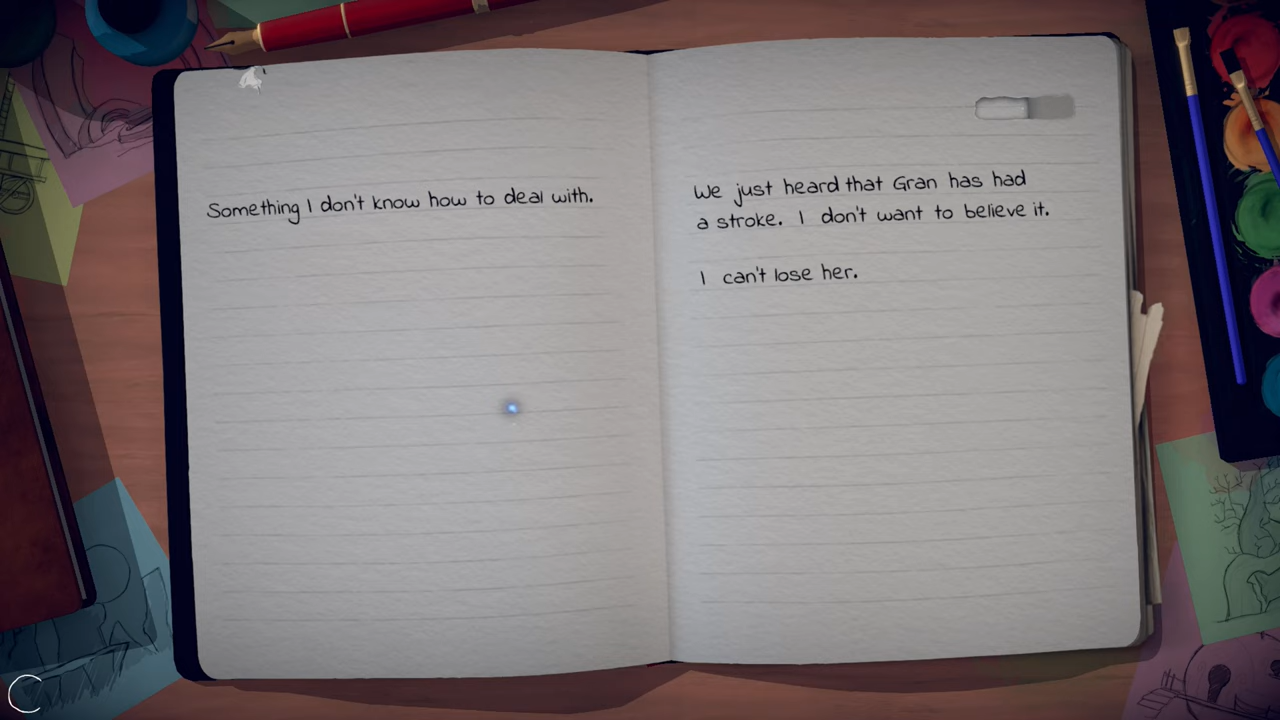 Something I don't know how to deal with.
We just heard that Gran has had
a stroke. I don't want to believe it.
I can't lose her.